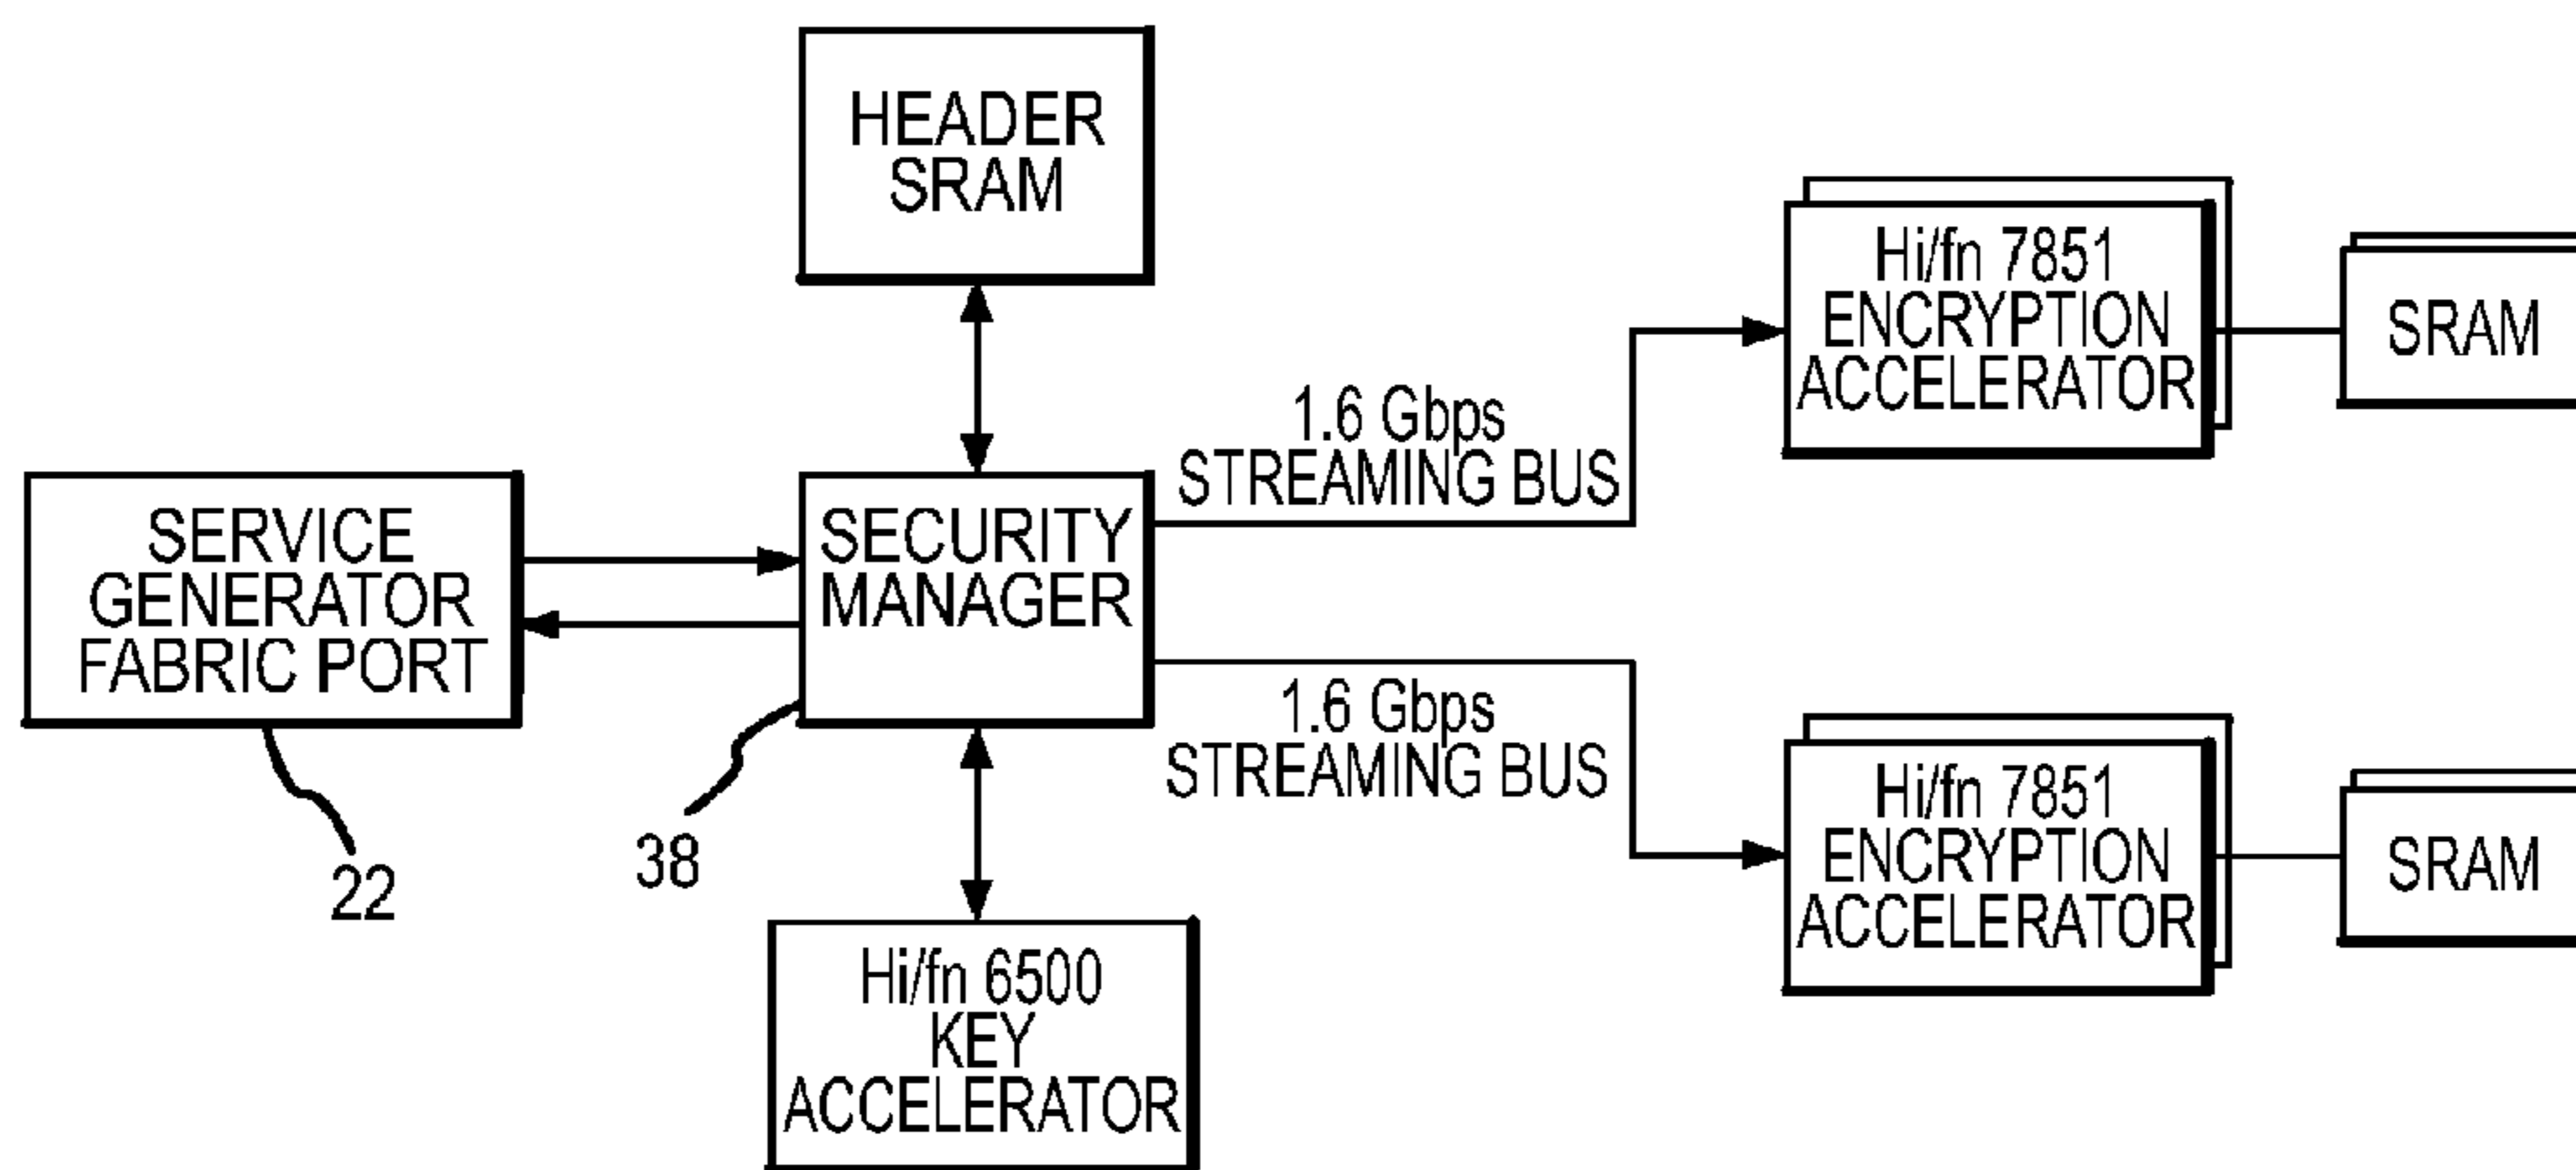 HEADER
SRAM
Hi/fn 7851
ENCRYPTION
ACCELERATOR
SRAM
1.6 Gbps
STREAMING BUS
SERVICE
GENERATOR
FABRIC PORT
SECURITY
MANAGER
1.6 Gbps
STREAMING BUS
Hi/fn 7851
ENCRYPTION
ACCELERATOR
SRAM
22
38
Hi/fn 6500
KEY
ACCELERATOR